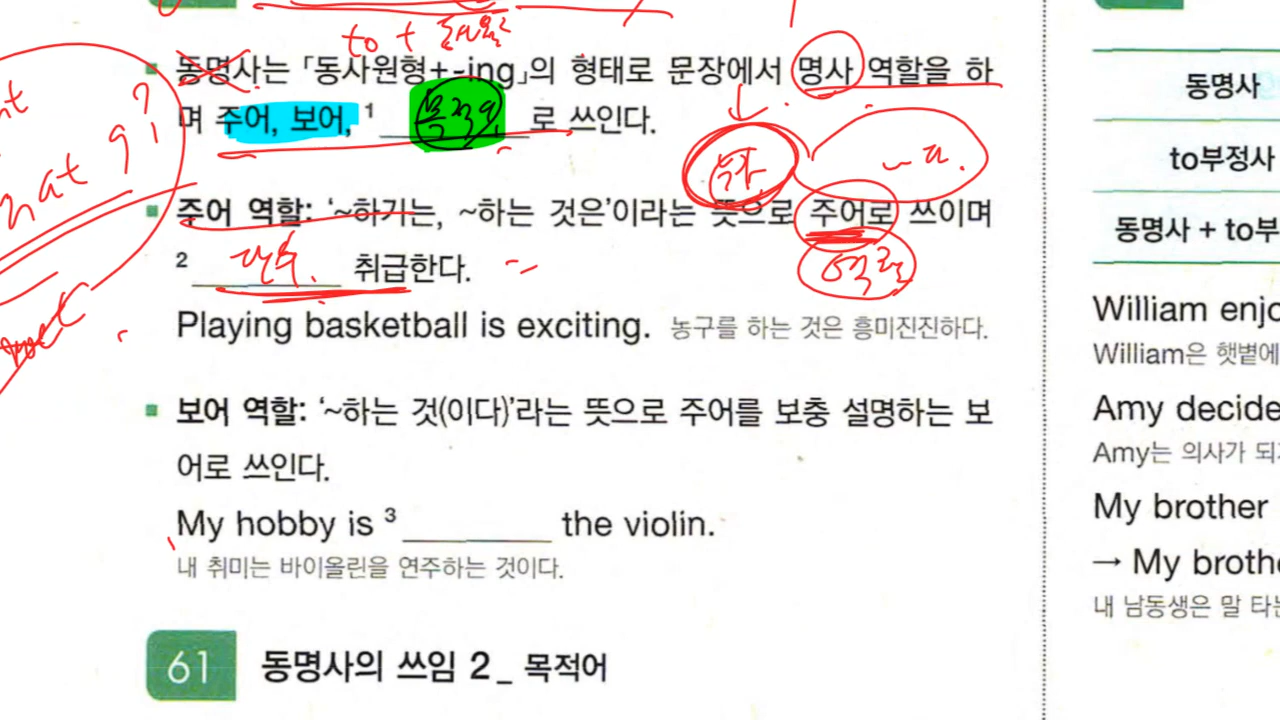 to +
동명사는 「동사원형+-ing」의 형태로 문장에서 명사 역할을 하
며 주어, 보어, 1 목적어 로 쓰인다.
hat 9?
주어 역할: ‘~하기는, ~하는 것은’이라는 뜻으로 주어로 쓰이며
역할
2 단수. 취급한다.
Playing basketball is exciting. 농구를 하는 것은 흥미진진하다.
보어 역할: ‘~하는 것(이다)’라는 뜻으로 주어를 보충 설명하는 보
어로 쓰인다.
My hobby is 3 ________ the violin.
내 취미는 바이올린을 연주하는 것이다.
61 동명사의 쓰임 2_ 목적어
동명사
to부정사
동명사 + to부
William enjo
William은 햇볕에
Amy decide
Amy는 의사가 되
My brother
→ My broth
내 남동생은 말 타는